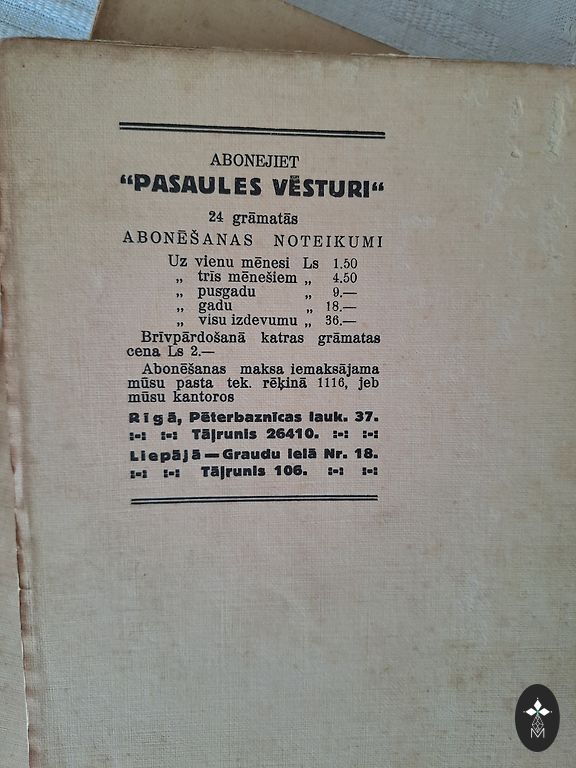 ABONEJIET
“PASAULES VĒSTURI“
24 grāmatās
ABONĒŠANAS NOTEIKUMI
Uz vienu mēnesi Ls 1.50
„ trīs mēnešiem „ 4.50
„ pusgadu „ 9.—
„ gadu „ 18.—
„ visu izdevumu „ 36.—
Brīvpārdošanā katras grāmatas
cena Ls 2.—
Abonēšanas maksa iemaksājama
mūsu pasta tek. rēķinā 1116, jeb
mūsu kantoros
Rīgā, Pēterbaznīcas lauk. 37.
:-: :-: Tāļrunis 26410. :-: :-:
Liepājā — Graudu ielā Nr. 18.
:-: :-: Tāļrunis 106. :-: :-:
M